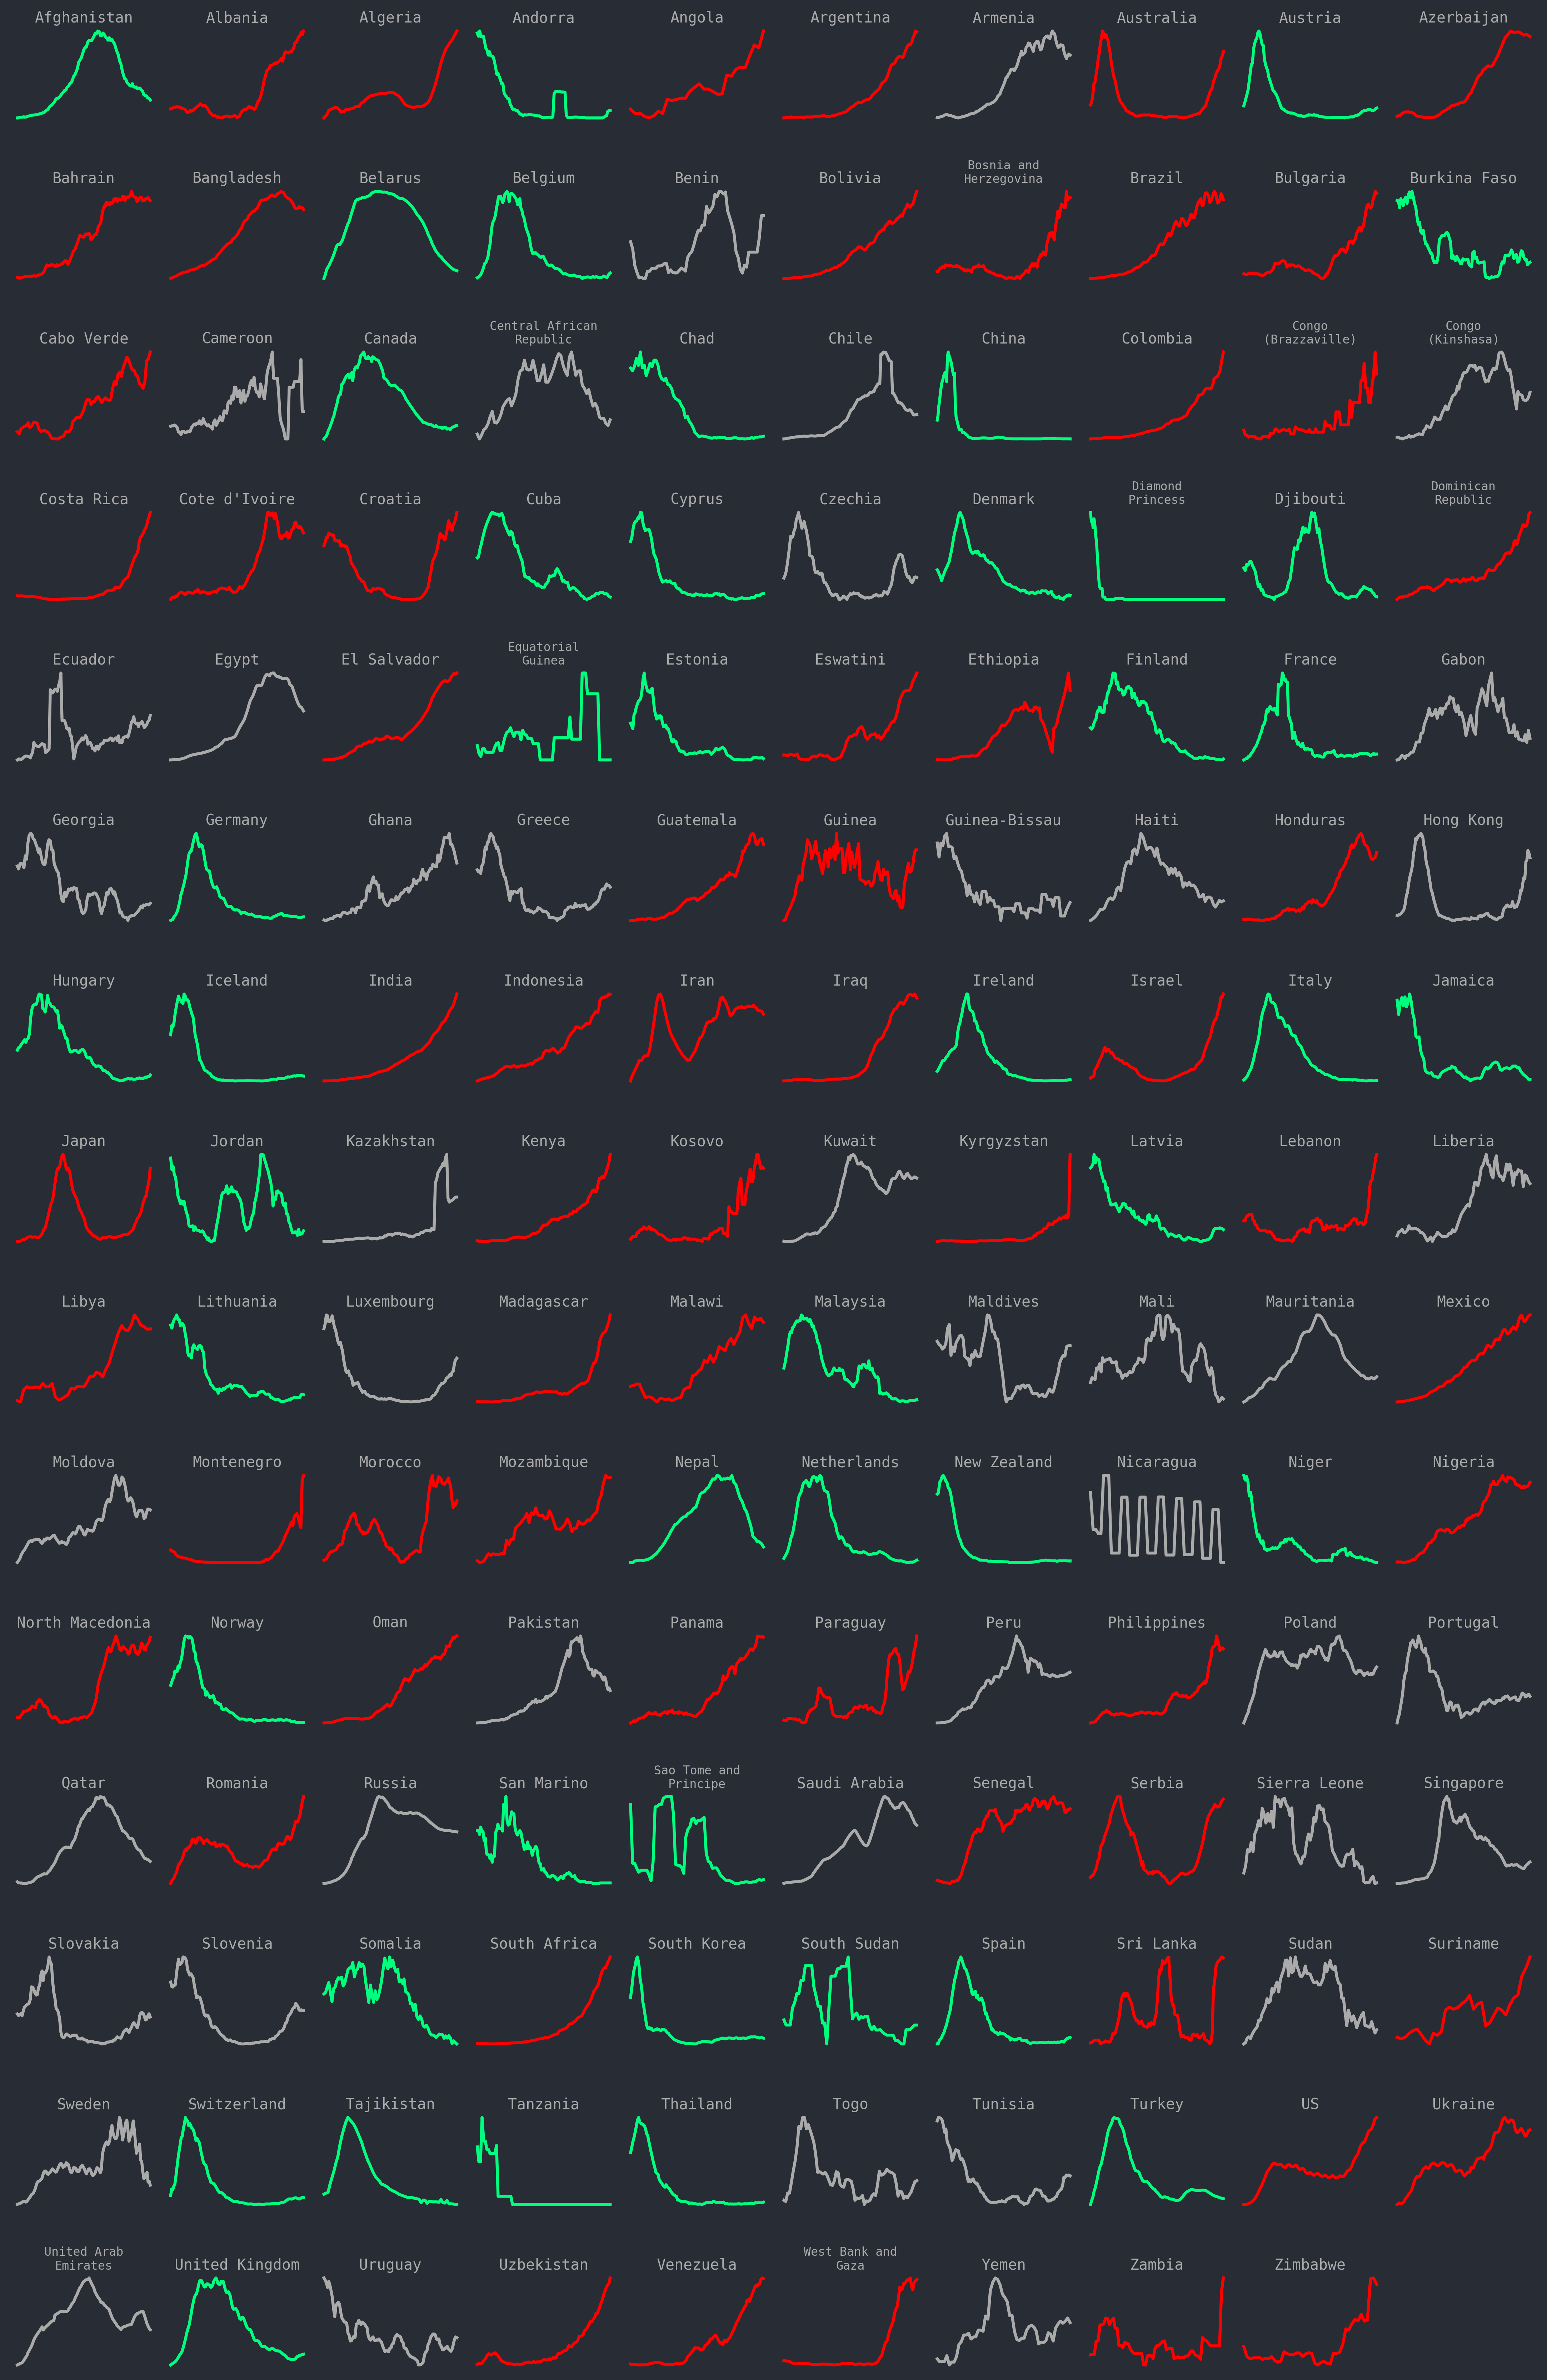 Afghanistan
Albania
Algeria
Andorra
Angola
Argentina
Armenia
Australia
Austria
Azerbaijan
Bahrain
Bangladesh
Belarus
Belgium
Benin
Bolivia
Bosnia and
Herzegovina
Brazil
Bulgaria
Burkina Faso
Cabo Verde
Cameroon
Canada
Central African
Republic
Chad
Chile
China
Colombia
Congo
(Brazzaville)
Congo
(Kinshasa)
Costa Rica
Cote d'Ivoire
Croatia
Cuba
Cyprus
Czechia
Denmark
Diamond
Princess
Djibouti
Dominican
Republic
Ecuador
Egypt
El Salvador
Equatorial
Guinea
Estonia
Eswatini
Ethiopia
Finland
France
Gabon
Georgia
Germany
Ghana
Greece
Guatemala
Guinea
Guinea-Bissau
Haiti
Honduras
Hong Kong
Hungary
Iceland
India
Indonesia
Iran
Iraq
Ireland
Israel
Italy
Jamaica
Japan
Jordan
Kazakhstan
Kenya
Kosovo
Kuwait
Kyrgyzstan
Latvia
Lebanon
Liberia
Libya
Lithuania
Luxembourg
Madagascar
Malawi
Malaysia
Maldives
Mali
Mauritania
Mexico
Moldova
Montenegro
Morocco
Mozambique
Nepal
Netherlands
New Zealand
Nicaragua
Niger
Nigeria
North Macedonia
Norway
Oman
Pakistan
Panama
Paraguay
Peru
Philippines
Poland
Portugal
Qatar
Romania
Russia
San Marino
Sao Tome and
Principe
Saudi Arabia
Senegal
Serbia
Sierra Leone
Singapore
Slovakia
Slovenia
Somalia
South Africa
South Korea
South Sudan
Spain
Sri Lanka
Sudan
Suriname
Sweden
Switzerland
Tajikistan
Tanzania
Thailand
Togo
Tunisia
Turkey
US
Ukraine
United Arab
Emirates
United Kingdom
Uruguay
Uzbekistan
Venezuela
West Bank and
Gaza
Yemen
Zambia
Zimbabwe